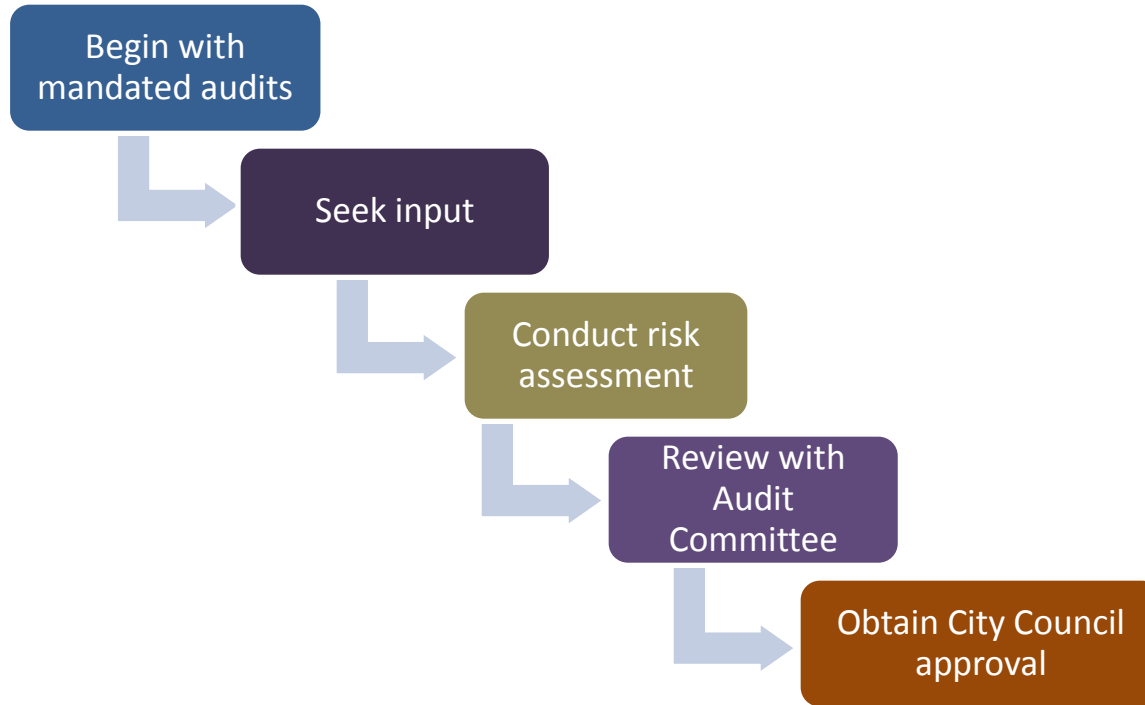 Begin with
mandated audits
Seek input
Conduct risk
assessment
Review with
Audit
Committee
Obtain City Council
approval